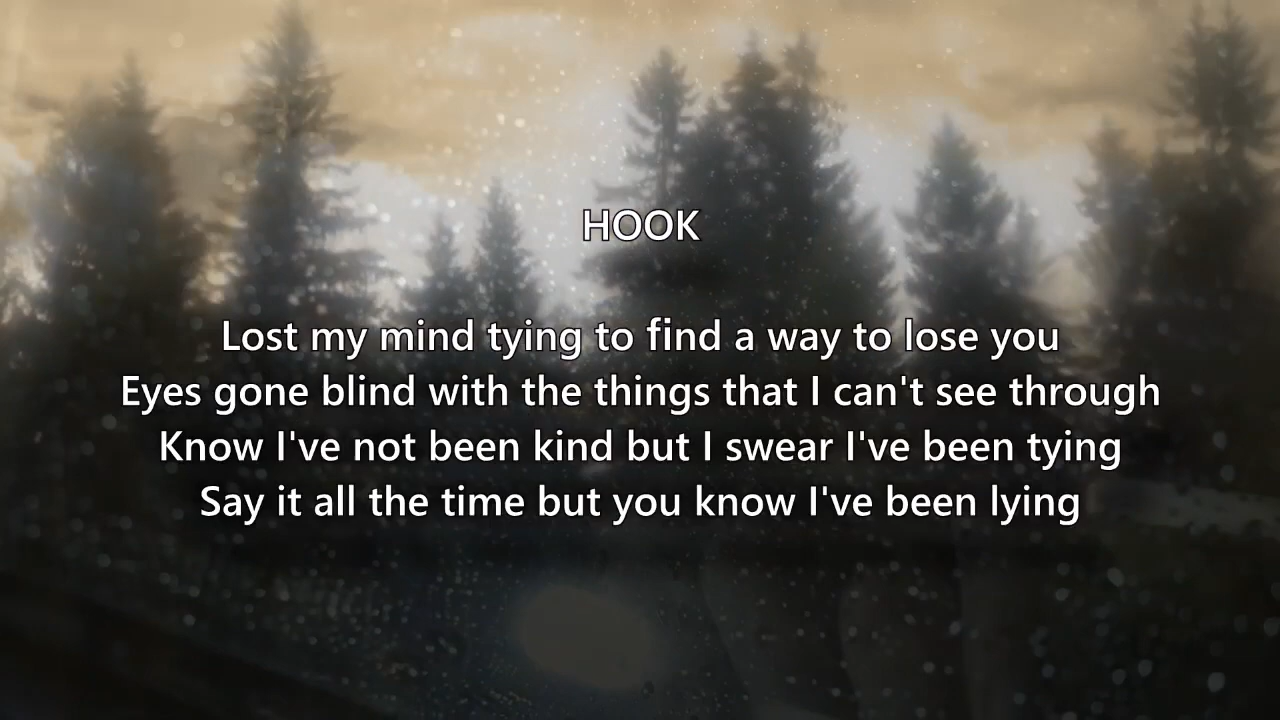 HOOK
Lost my mind tying to find a way to lose you
Eyes gone blind with the things that I can't see through
Know I've not been kind but I swear I've been tying
Say it all the time but you know I've been lying